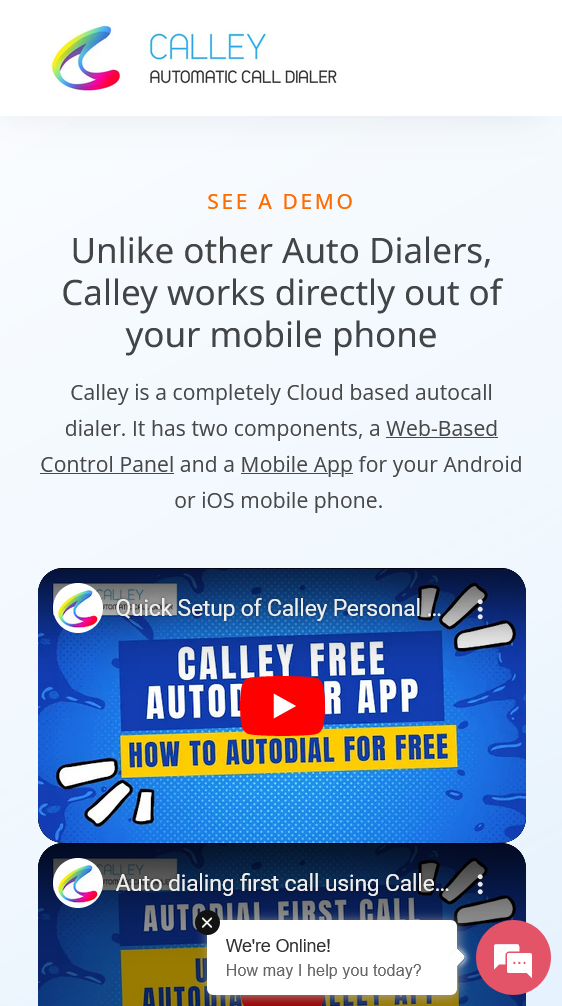 CALLEY
AUTOMATIC CALL DIALER
SEE A DEMO
Unlike other Auto Dialers,
Calley works directly out of
your mobile phone
Calley is a completely Cloud based autocall
dialer. It has two components, a Web-Based
Control Panel and a Mobile App for your Android
or iOS mobile phone.
Quick Setup of Calley Personal ...
CALLEY FREE
APP
HOW TO AUTODIAL FOR FREE
Auto dialing first call using Calle...
AUTODIAL FIRST CALL
We're Online!
How may I help you today?